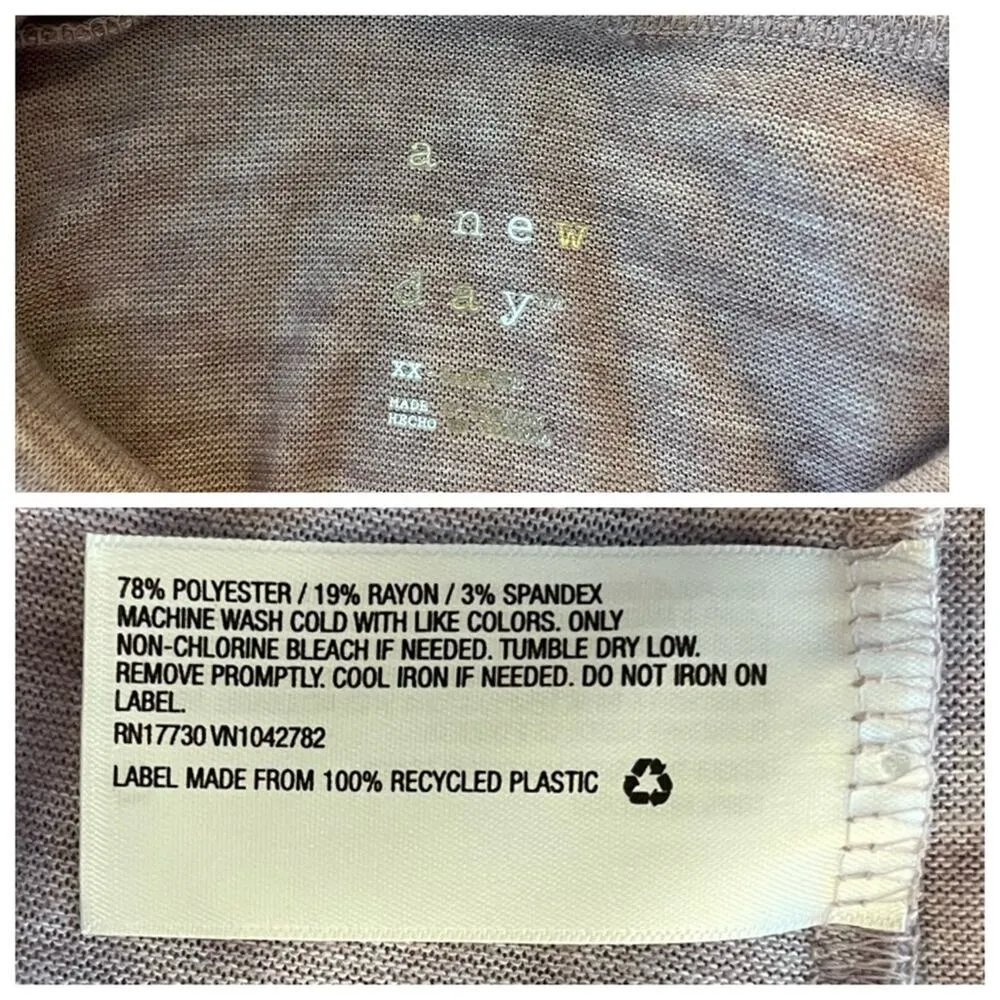 a
new
day
XX
MADE
HECHO
78% POLYESTER / 19% RAYON / 3% SPANDEX
MACHINE WASH COLD WITH LIKE COLORS. ONLY
NON-CHLORINE BLEACH IF NEEDED. TUMBLE DRY LOW.
REMOVE PROMPTLY. COOL IRON IF NEEDED. DO NOT IRON ON
LABEL.
RN17730 VN1042782
LABEL MADE FROM 100% RECYCLED PLASTIC